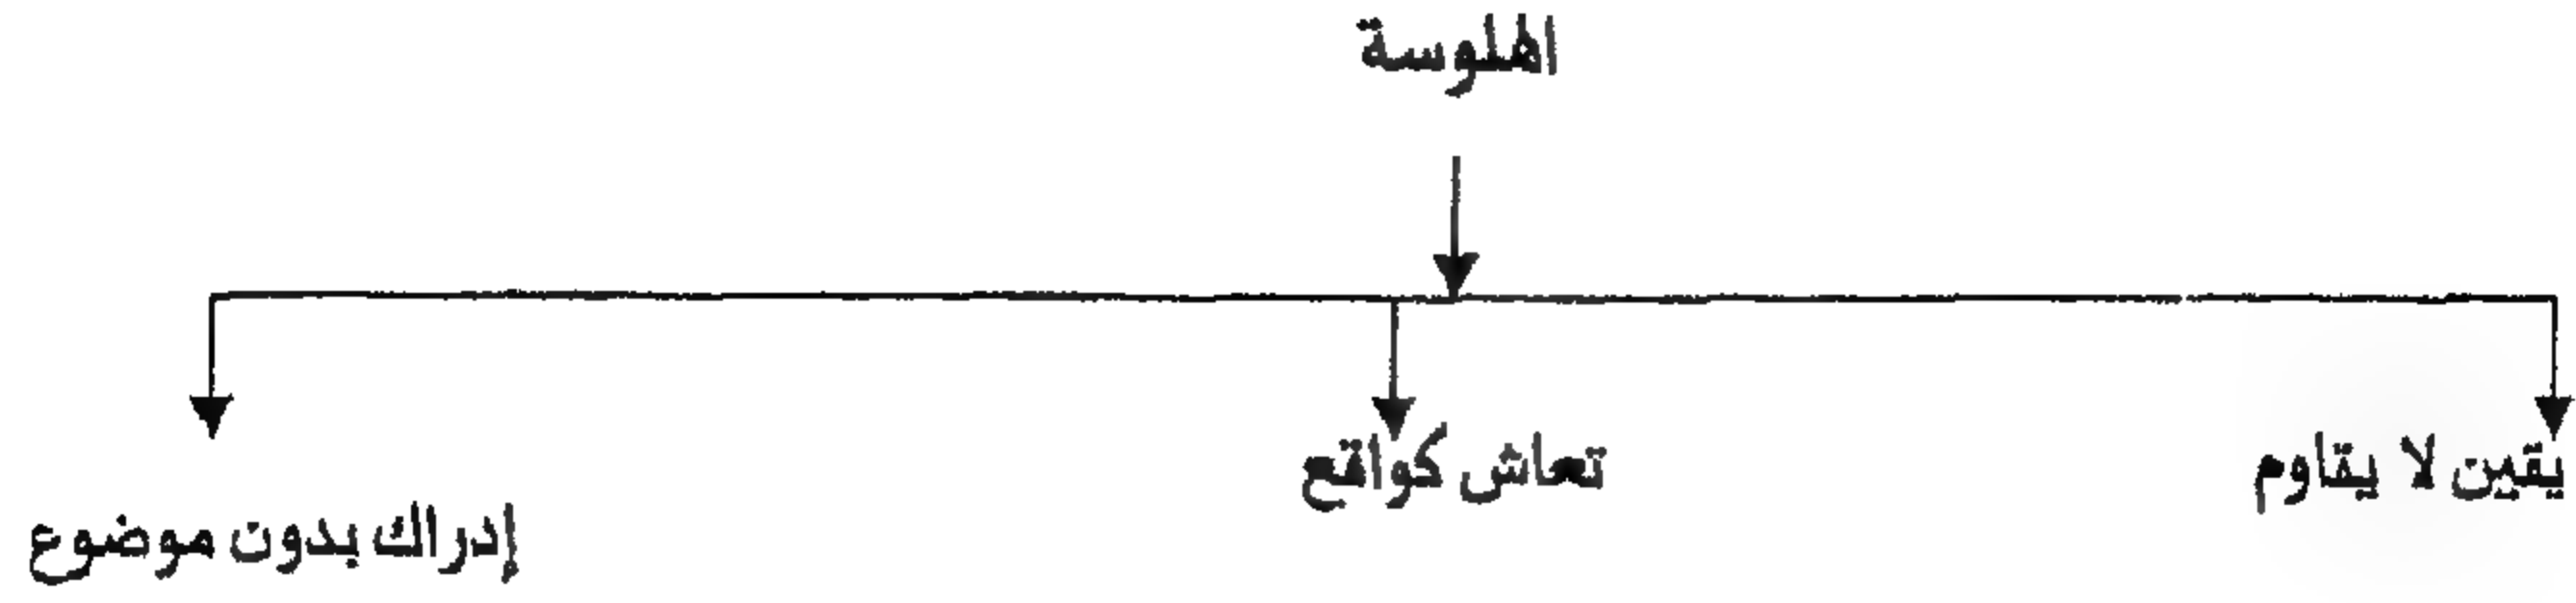 الهلوسة
يقين لا يقاوم
تعاش كواقع
إدراك بدون موضوع